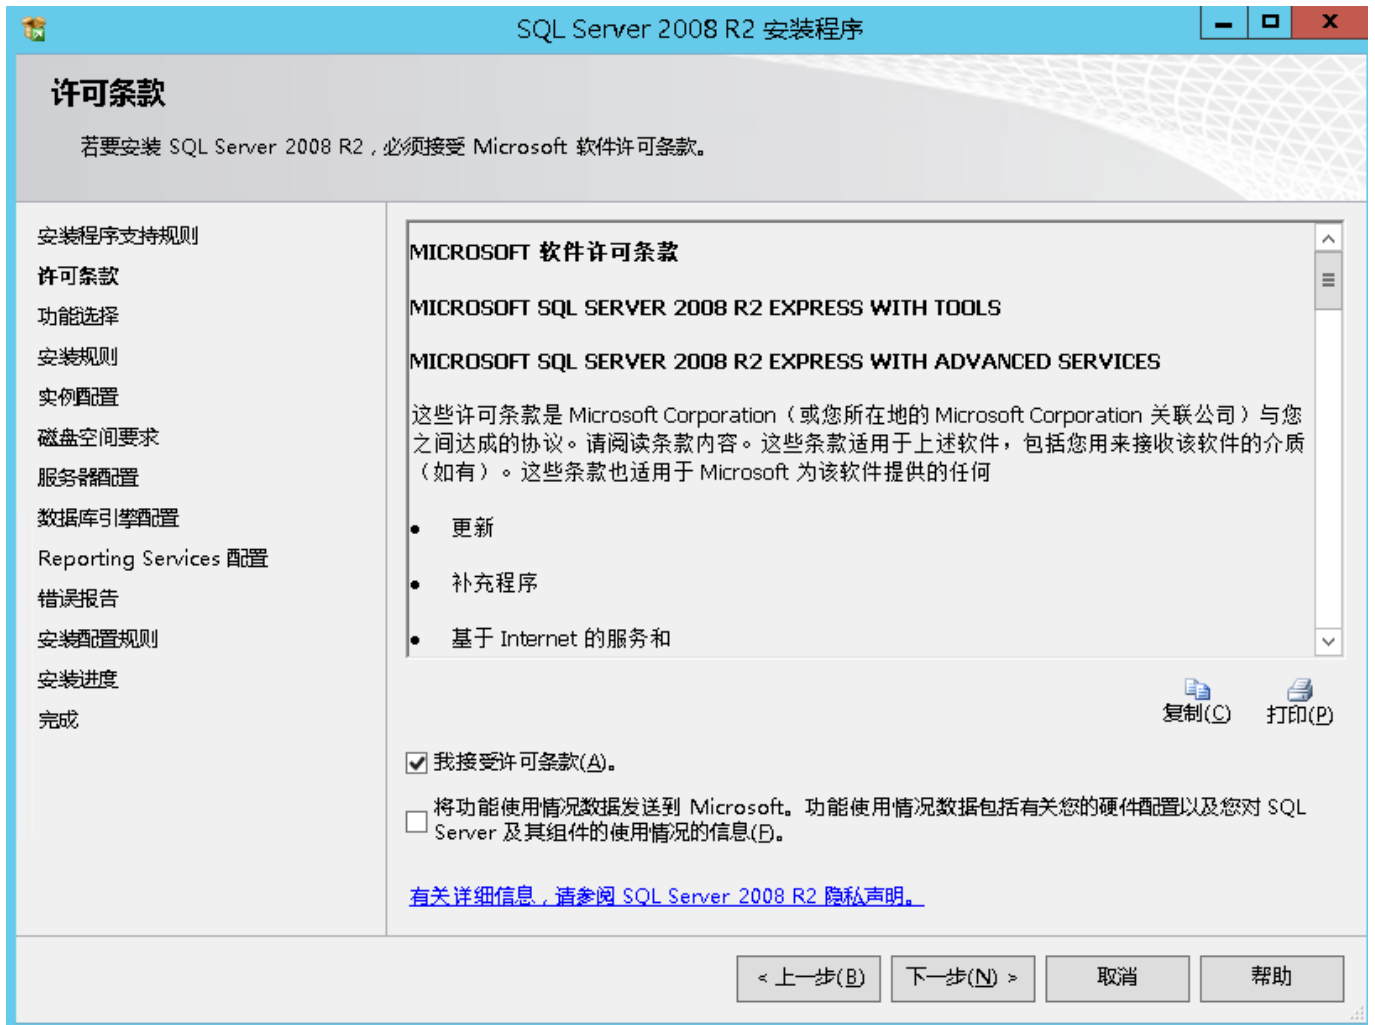 SQL Server 2008 R2 安装程序
许可条款
若要安装 SQL Server 2008 R2，必须接受 Microsoft 软件许可条款。
安装程序支持规则
许可条款
功能选择
安装规则
实例配置
磁盘空间要求
服务器配置
数据库引擎配置
Reporting Services 配置
错误报告
安装配置规则
安装进度
完成
MICROSOFT 软件许可条款
MICROSOFT SQL SERVER 2008 R2 EXPRESS WITH TOOLS
MICROSOFT SQL SERVER 2008 R2 EXPRESS WITH ADVANCED SERVICES
这些许可条款是 Microsoft Corporation（或您所在地的 Microsoft Corporation 关联公司）与您
之间达成的协议。请阅读条款内容。这些条款适用于上述软件，包括您用来接收该软件的介质
（如有）。这些条款也适用于 Microsoft 为该软件提供的任何
• 更新
• 补充程序
• 基于 Internet 的服务和
复制(C) 打印(P)
我接受许可条款(A)。
将功能使用情况数据发送到 Microsoft。功能使用情况数据包括有关您的硬件配置以及您对 SQL
Server 及其组件的使用情况的信息(F)。
有关详细信息，请参阅 SQL Server 2008 R2 隐私声明。
< 上一步(B) 下一步(N) > 取消 帮助